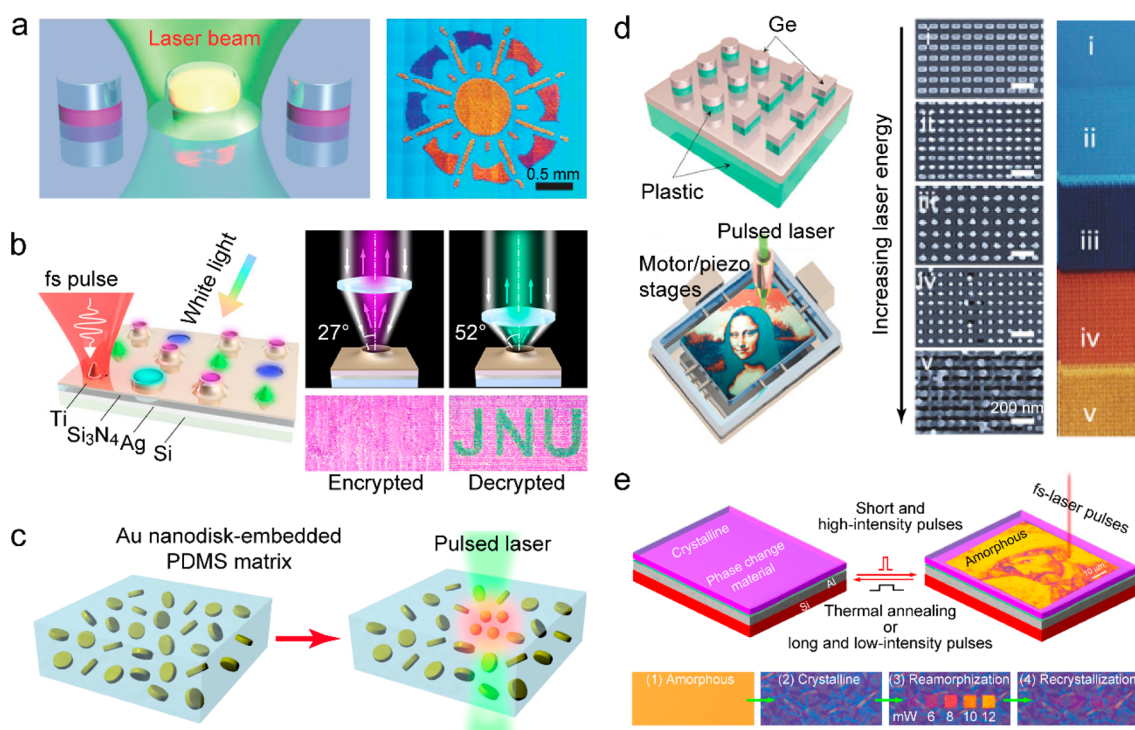 a
Laser beam
0.5 mm
b
fs pulse
White light
Ti
Si₃N₄
Ag
Si
27°
52°
JNU
Encrypted
Decrypted
c
Au nanodisk-embedded
PDMS matrix
Pulsed laser
d
Ge
Plastic
Pulsed laser
Motor/piezo
stages
Increasing laser energy
i
ii
iii
iv
v
200 nm
i
ii
iii
iv
v
e
Crystalline
Phase change
material
Al
Si
Short and
high-intensity pulses
Thermal annealing
or
long and low-intensity pulses
fs-laser pulses
Amorphous
10 μm
(1) Amorphous
(2) Crystalline
(3) Reamorphization
mW 6 8 10 12
(4) Recrystallization